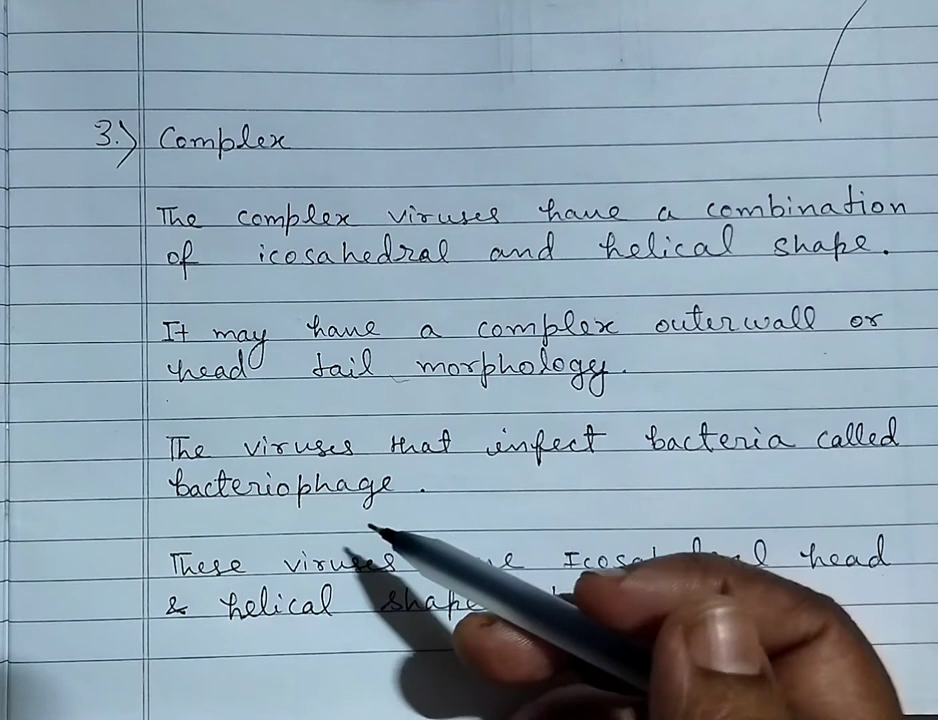 3.) Complex
The complex viruses have a combination
of icosahedral and helical shape.
It may have a complex outerwall or
head tail morphology.
The viruses that infect bacteria called
bacteriophage.
These viruses head
& helical shape